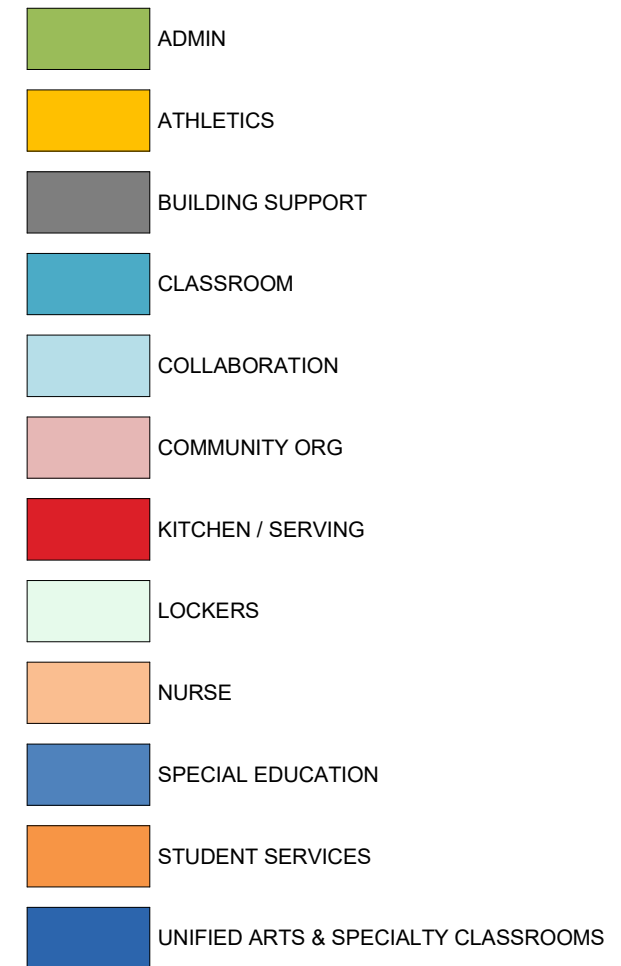 ADMIN
ATHLETICS
BUILDING SUPPORT
CLASSROOM
COLLABORATION
COMMUNITY ORG
KITCHEN / SERVING
LOCKERS
NURSE
SPECIAL EDUCATION
STUDENT SERVICES
UNIFIED ARTS & SPECIALTY CLASSROOMS